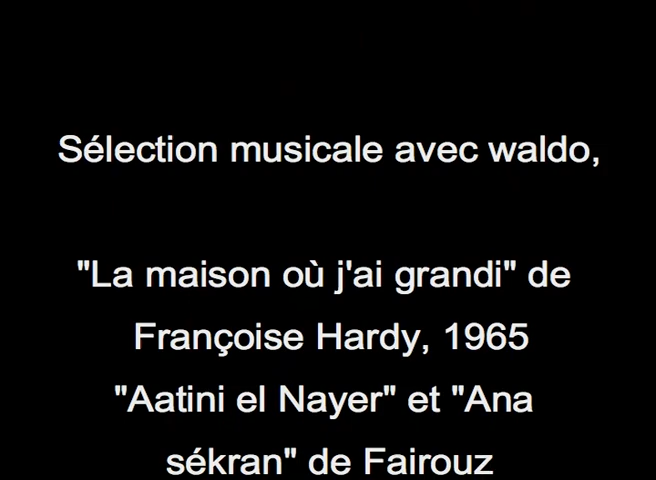 Sélection musicale avec waldo,
"La maison où j'ai grandi" de
Françoise Hardy, 1965
"Aatini el Nayer" et "Ana
sékran" de Fairouz